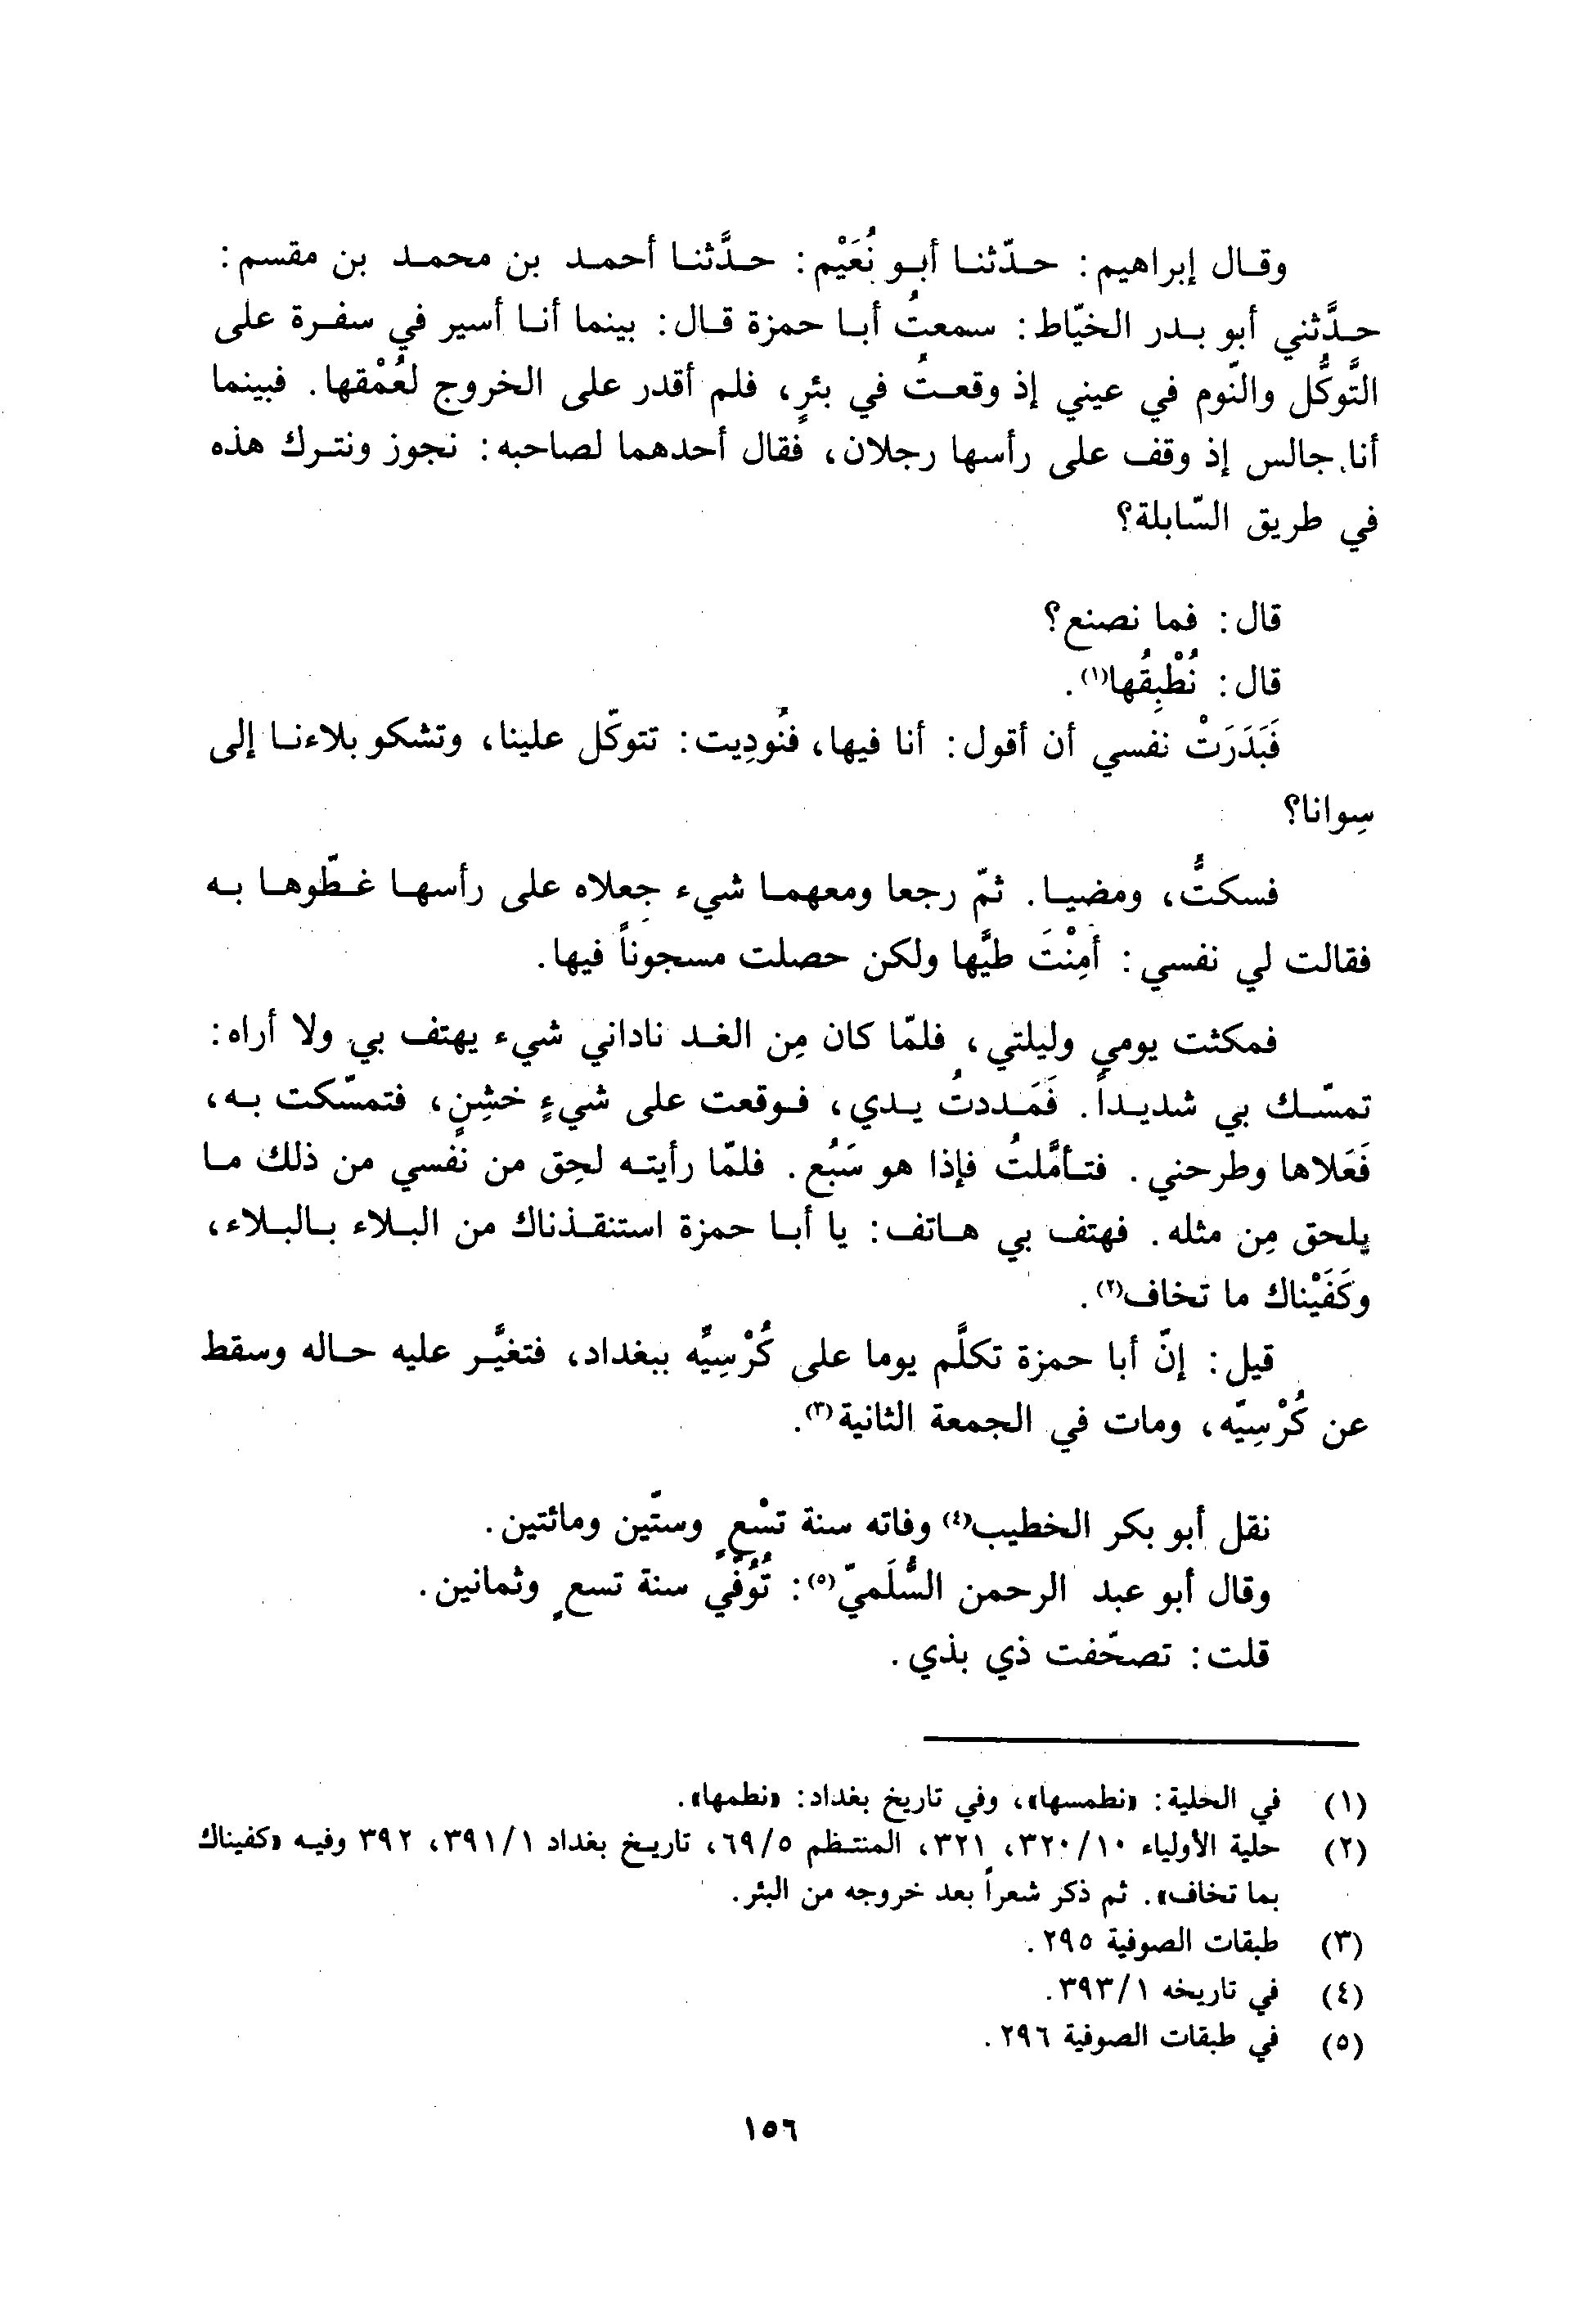 وقال إبراهيم: حدّثنا أبو نُعَيْم: حدَّثنا أحمد بن محمد بن مقسم:
حدَّثني أبو بدر الخيّاط: سمعتُ أبا حمزة قال: بينما أنا أسير في سفرة على
التَّوكُّل والنّوم في عيني إذ وقعتُ في بئرٍ، فلم أقدر على الخروج لعُمْقها. فبينما
أنا جالس إذ وقف على رأسها رجلان، فقال أحدهما لصاحبه: نجوز ونترك هذه
في طريق السّابلة؟
قال: فما نصنع؟
قال: نُطْبِقُها(١).
فَبَدَرَتْ نفسي أن أقول: أنا فيها، فنُودِيت: تتوكّل علينا، وتشكو بلاءنا إلى
سِوانا؟
فسكتُّ، ومضيا. ثمّ رجعا ومعهما شيء جعلاه على رأسها غطّوها به
فقالت لي نفسي: أمِنْتَ طيَّها ولكن حصلت مسجوناً فيها.
فمكثت يومي وليلتي، فلمّا كان مِن الغد ناداني شيء يهتف بي ولا أراه:
تمسّك بي شديداً. فَمَددتُ يدي، فوقعت على شيءٍ خشِنٍ، فتمسّكت به،
فَعَلاها وطرحني. فتأمَّلتُ فإذا هو سَبُع. فلمّا رأيته لحِق من نفسي من ذلك ما
يلحق مِن مثله. فهتف بي هاتف: يا أبا حمزة استنقذناك من البلاء بالبلاء،
وكَفَيْناك ما تخاف(٢).
قيل: إنّ أبا حمزة تكلَّم يوما على كُرْسِيِّه ببغداد، فتغيَّر عليه حاله وسقط
عن كُرْسِيّه، ومات في الجمعة الثانية(٣).
نقل أبو بكر الخطيب(٤) وفاته سنة تسْعٍ وستّين ومائتين.
وقال أبو عبد الرحمن السُّلَميّ(٥): تُوُفّي سنة تسعٍ وثمانين.
قلت: تصحّفت ذي بذي.
(١) في الحلية: «نطمسها»، وفي تاريخ بغداد: «نطمها».
(٢) حلية الأولياء ٣٢٠/١٠، ٣٢١، المنتظم ٦٩/٥، تاريخ بغداد ٣٩١/١، ٣٩٢ وفيه «كفيناك
بما تخاف». ثم ذكر شعراً بعد خروجه من البئر.
(٣) طبقات الصوفية ٢٩٥.
(٤) في تاريخه ٣٩٣/١.
(٥) في طبقات الصوفية ٢٩٦.
١٥٦